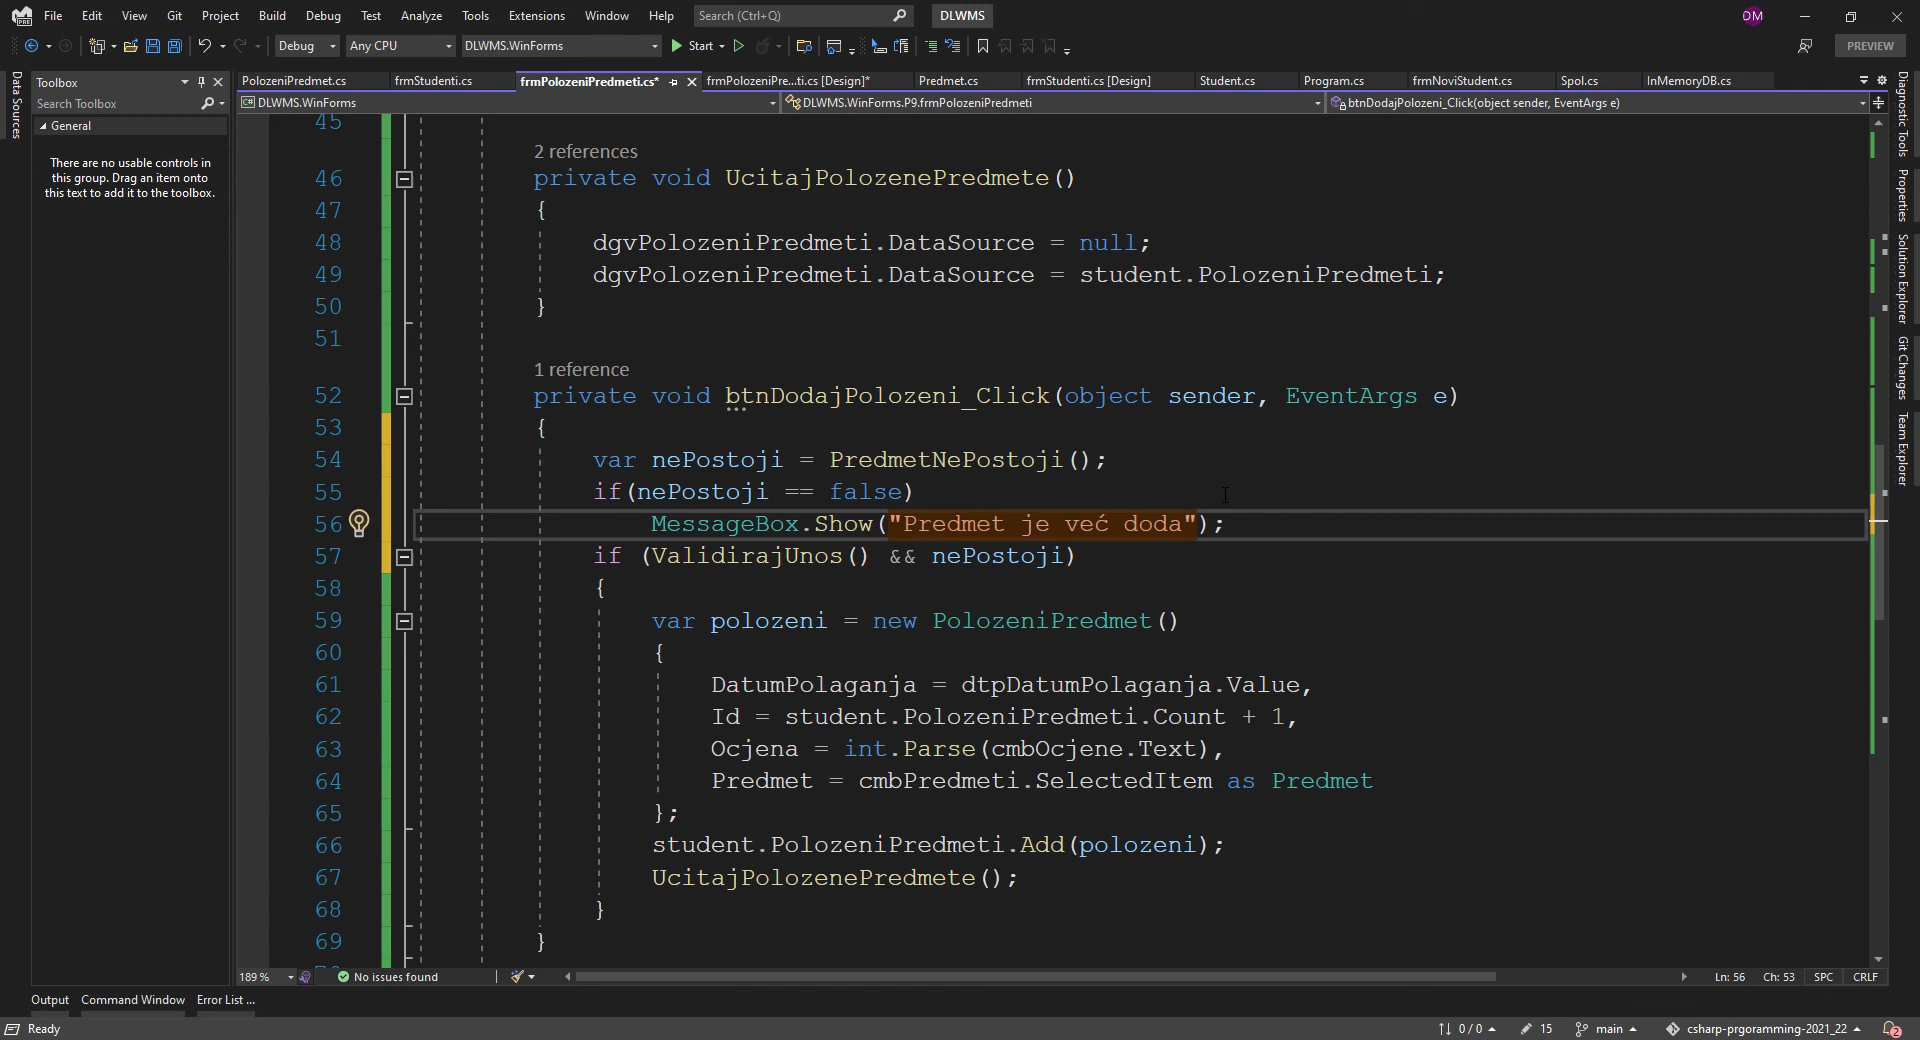 File Edit View Git Project Build Debug Test Analyze Tools Extensions Window Help Search (Ctrl+Q) DLWMS DM
Debug Any CPU DLWMS.WinForms Start PREVIEW
Data Sources
Toolbox
Search Toolbox
General
There are no usable controls in
this group. Drag an item onto
this text to add it to the toolbox.
PolozeniPredmet.cs frmStudenti.cs frmPolozeniPredmeti.cs* frmPolozeniPre...ti.cs [Design]* Predmet.cs frmStudenti.cs [Design] Student.cs Program.cs frmNoviStudent.cs Spol.cs InMemoryDB.cs
DLWMS.WinForms DLWMS.WinForms.P9.frmPolozeniPredmeti btnDodajPolozeni_Click(object sender, EventArgs e)
45
2 references
46 private void UcitajPolozenePredmete()
47 {
48 dgvPolozeniPredmeti.DataSource = null;
49 dgvPolozeniPredmeti.DataSource = student.PolozeniPredmeti;
50 }
51
1 reference
52 private void btnDodajPolozeni_Click(object sender, EventArgs e)
53 {
54 var nePostoji = PredmetNePostoji();
55 if(nePostoji == false)
56 MessageBox.Show("Predmet je već doda");
57 if (ValidirajUnos() && nePostoji)
58 {
59 var polozeni = new PolozeniPredmet()
60 {
61 DatumPolaganja = dtpDatumPolaganja.Value,
62 Id = student.PolozeniPredmeti.Count + 1,
63 Ocjena = int.Parse(cmbOcjene.Text),
64 Predmet = cmbPredmeti.SelectedItem as Predmet
65 };
66 student.PolozeniPredmeti.Add(polozeni);
67 UcitajPolozenePredmete();
68 }
69 }
Diagnostic Tools
Properties
Solution Explorer
Git Changes
Team Explorer
189 % No issues found Ln: 56 Ch: 53 SPC CRLF
Output Command Window Error List ...
Ready 0 / 0 15 main csharp-prgoramming-2021_22 2